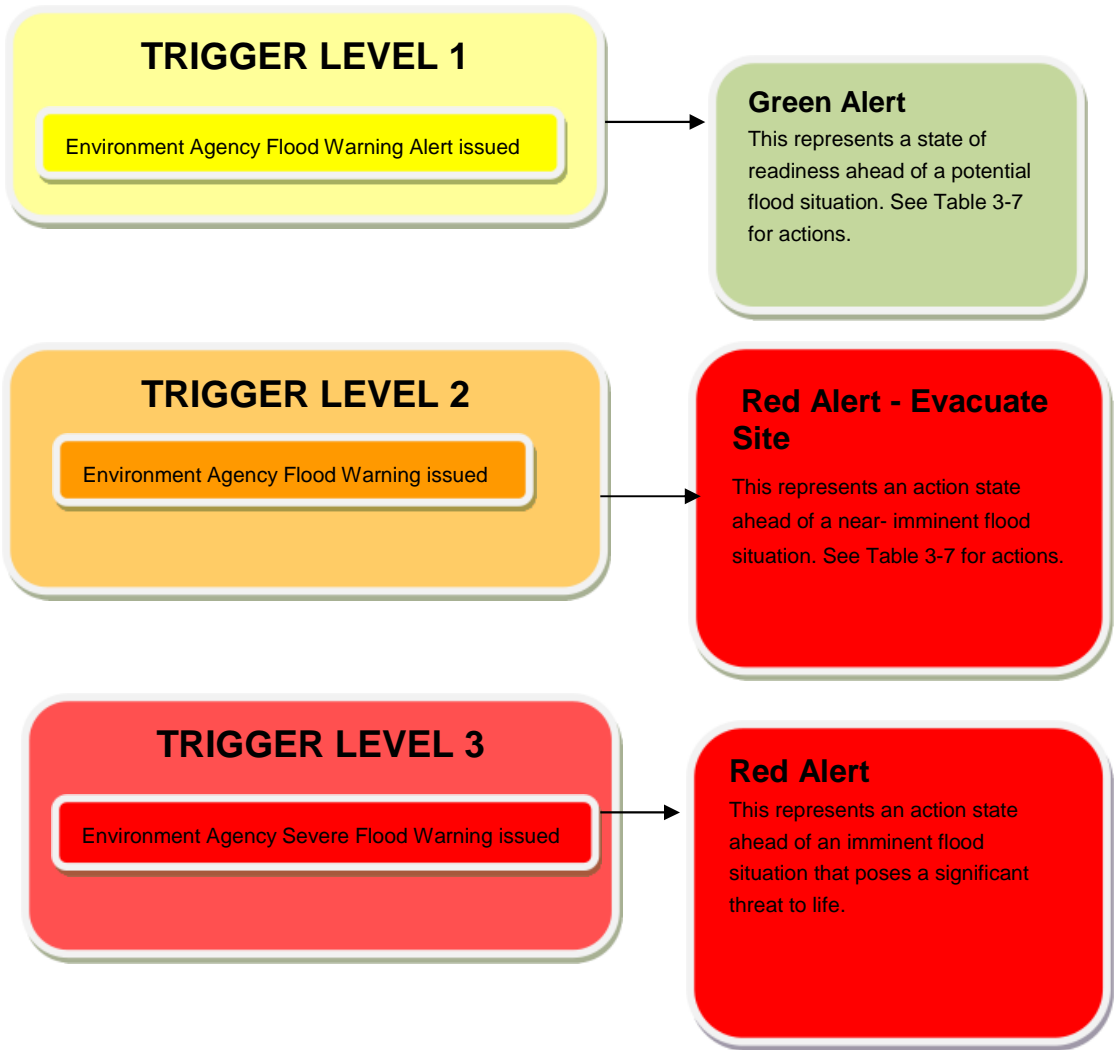 TRIGGER LEVEL 1
Environment Agency Flood Warning Alert issued
Green Alert
This represents a state of
readiness ahead of a potential
flood situation. See Table 3-7
for actions.
TRIGGER LEVEL 2
Environment Agency Flood Warning issued
Red Alert - Evacuate
Site
This represents an action state
ahead of a near- imminent flood
situation. See Table 3-7 for actions.
TRIGGER LEVEL 3
Environment Agency Severe Flood Warning issued
Red Alert
This represents an action state
ahead of an imminent flood
situation that poses a significant
threat to life.